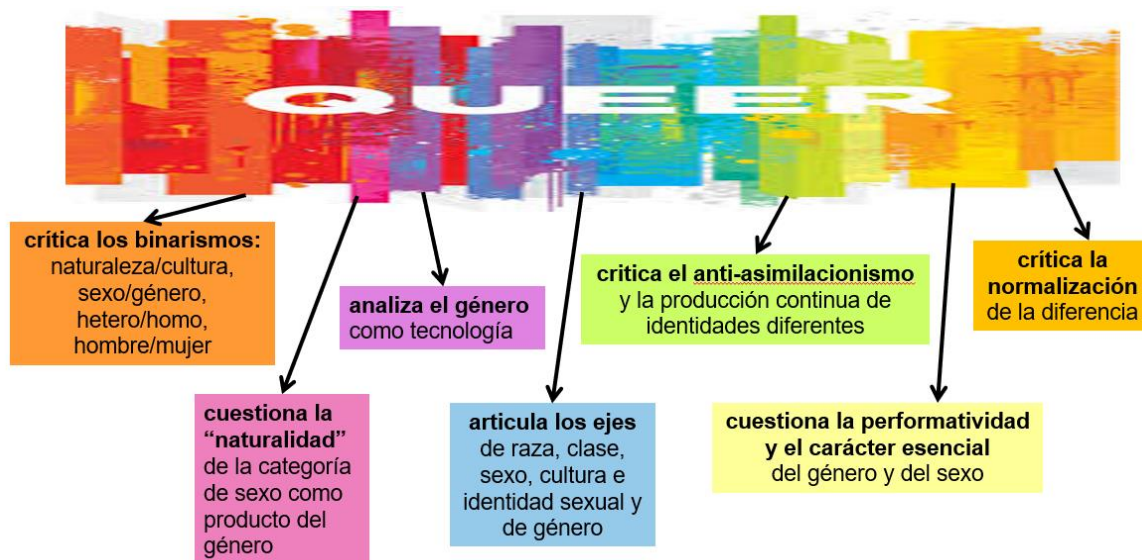 QUEER
crítica los binarismos:
naturaleza/cultura,
sexo/género,
hetero/homo,
hombre/mujer
cuestiona la
“naturalidad”
de la categoría
de sexo como
producto del
género
analiza el género
como tecnología
articula los ejes
de raza, clase,
sexo, cultura e
identidad sexual y
de género
critica el anti-asimilacionismo
y la producción continua de
identidades diferentes
cuestiona la performatividad
y el carácter esencial
del género y del sexo
crítica la
normalización
de la diferencia